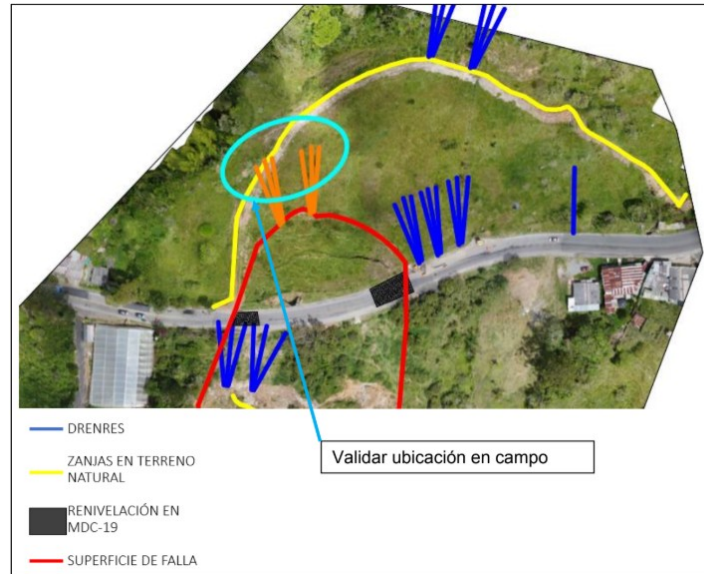 Validar ubicación en campo
DRENRES
ZANJAS EN TERRENO
NATURAL
RENIVELACIÓN EN
MDC-19
SUPERFICIE DE FALLA